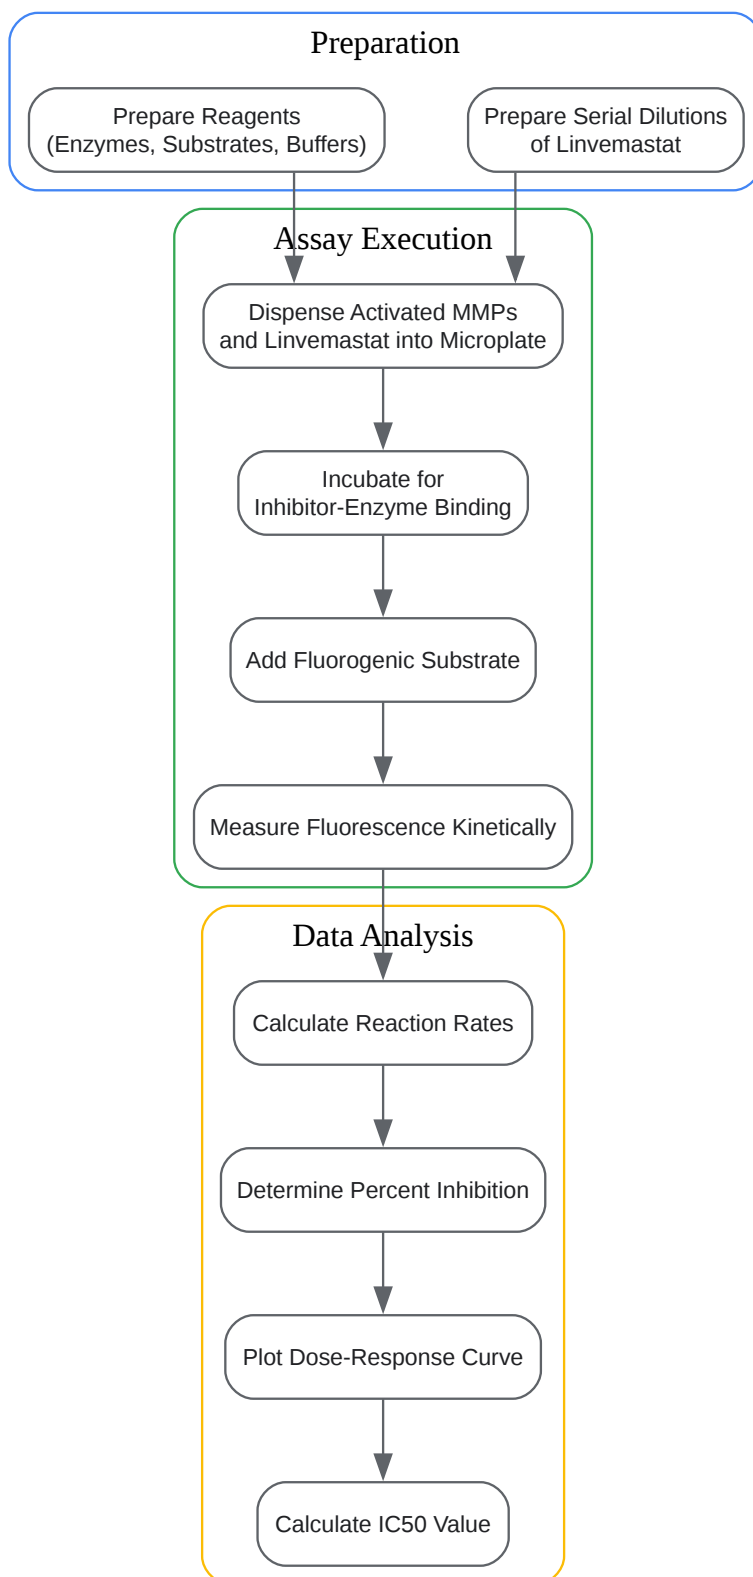 Preparation
Prepare Reagents
(Enzymes, Substrates, Buffers)
Prepare Serial Dilutions
of Linvemastat
Assay Execution
Dispense Activated MMPs
and Linvemastat into Microplate
Incubate for
Inhibitor-Enzyme Binding
Add Fluorogenic Substrate
Measure Fluorescence Kinetically
Data Analysis
Calculate Reaction Rates
Determine Percent Inhibition
Plot Dose-Response Curve
Calculate IC50 Value